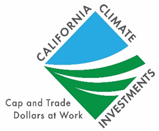 CALIFORNIA
CLIMATE
INVESTMENTS
Cap and Trade
Dollars at Work